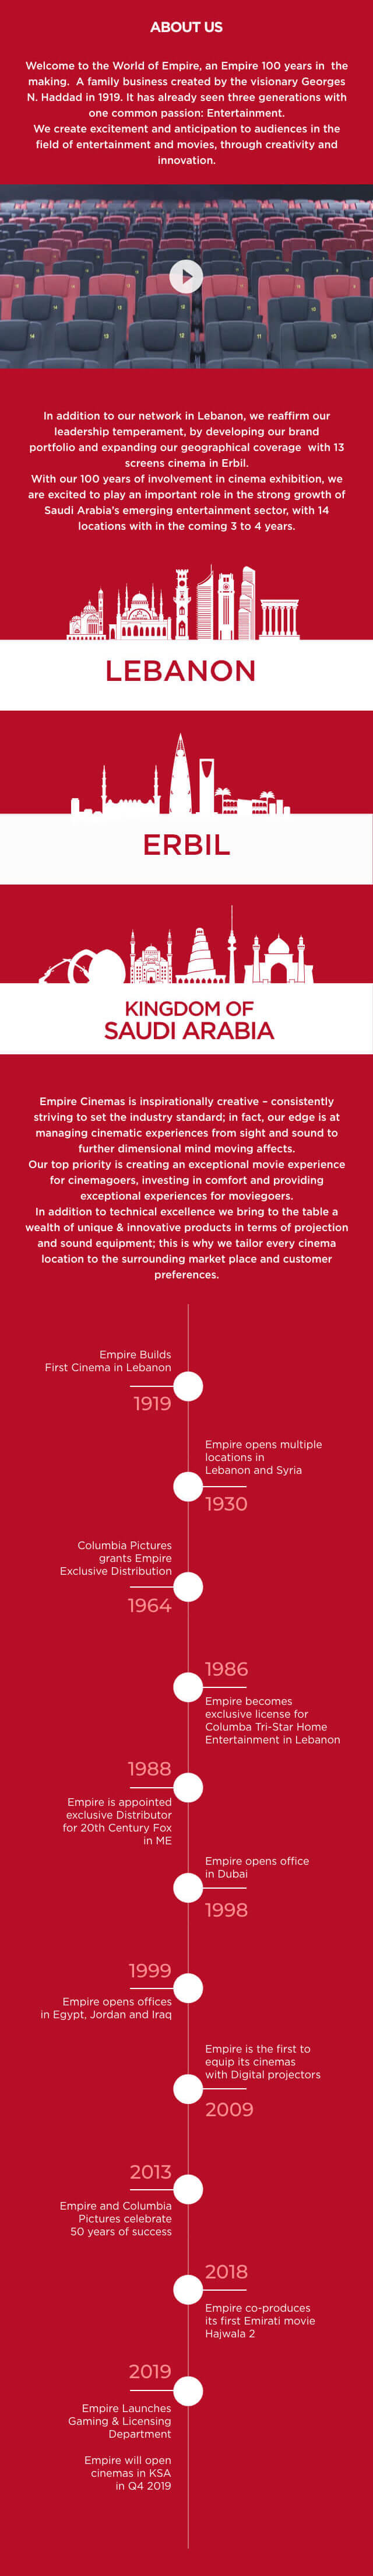 ABOUT US
Welcome to the World of Empire, an Empire 100 years in the
making. A family business created by the visionary Georges
N. Haddad in 1919. It has already seen three generations with
one common passion: Entertainment.
We create excitement and anticipation to audiences in the
field of entertainment and movies, through creativity and
innovation.
In addition to our network in Lebanon, we reaffirm our
leadership temperament, by developing our brand
portfolio and expanding our geographical coverage with 13
screens cinema in Erbil.
With our 100 years of involvement in cinema exhibition, we
are excited to play an important role in the strong growth of
Saudi Arabia's emerging entertainment sector, with 14
locations with in the coming 3 to 4 years.
LEBANON
ERBIL
KINGDOM OF
SAUDI ARABIA
Empire Cinemas is inspirationally creative – consistently
striving to set the industry standard; in fact, our edge is at
managing cinematic experiences from sight and sound to
further dimensional mind moving affects.
Our top priority is creating an exceptional movie experience
for cinemagoers, investing in comfort and providing
exceptional experiences for moviegoers.
In addition to technical excellence we bring to the table a
wealth of unique & innovative products in terms of projection
and sound equipment; this is why we tailor every cinema
location to the surrounding market place and customer
preferences.
Empire Builds
First Cinema in Lebanon
1919
Empire opens multiple
locations in
Lebanon and Syria
1930
Columbia Pictures
grants Empire
Exclusive Distribution
1964
1986
Empire becomes
exclusive license for
Columba Tri-Star Home
Entertainment in Lebanon
1988
Empire is appointed
exclusive Distributor
for 20th Century Fox
in ME
Empire opens office
in Dubai
1998
1999
Empire opens offices
in Egypt, Jordan and Iraq
Empire is the first to
equip its cinemas
with Digital projectors
2009
2013
Empire and Columbia
Pictures celebrate
50 years of success
2018
Empire co-produces
its first Emirati movie
Hajwala 2
2019
Empire Launches
Gaming & Licensing
Department
Empire will open
cinemas in KSA
in Q4 2019